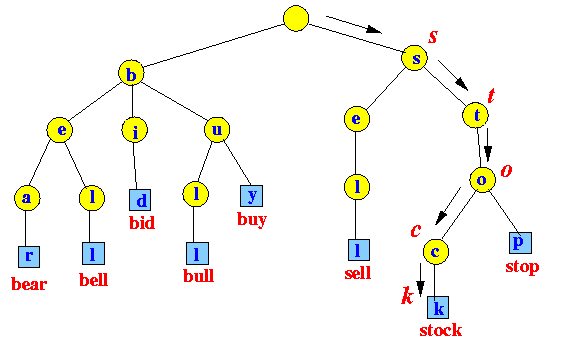 s
b s
t
t
e i u e
o
o
a l d l y l
bid buy
c
r l l l c p
bear bell bull sell stop
k
k
stock